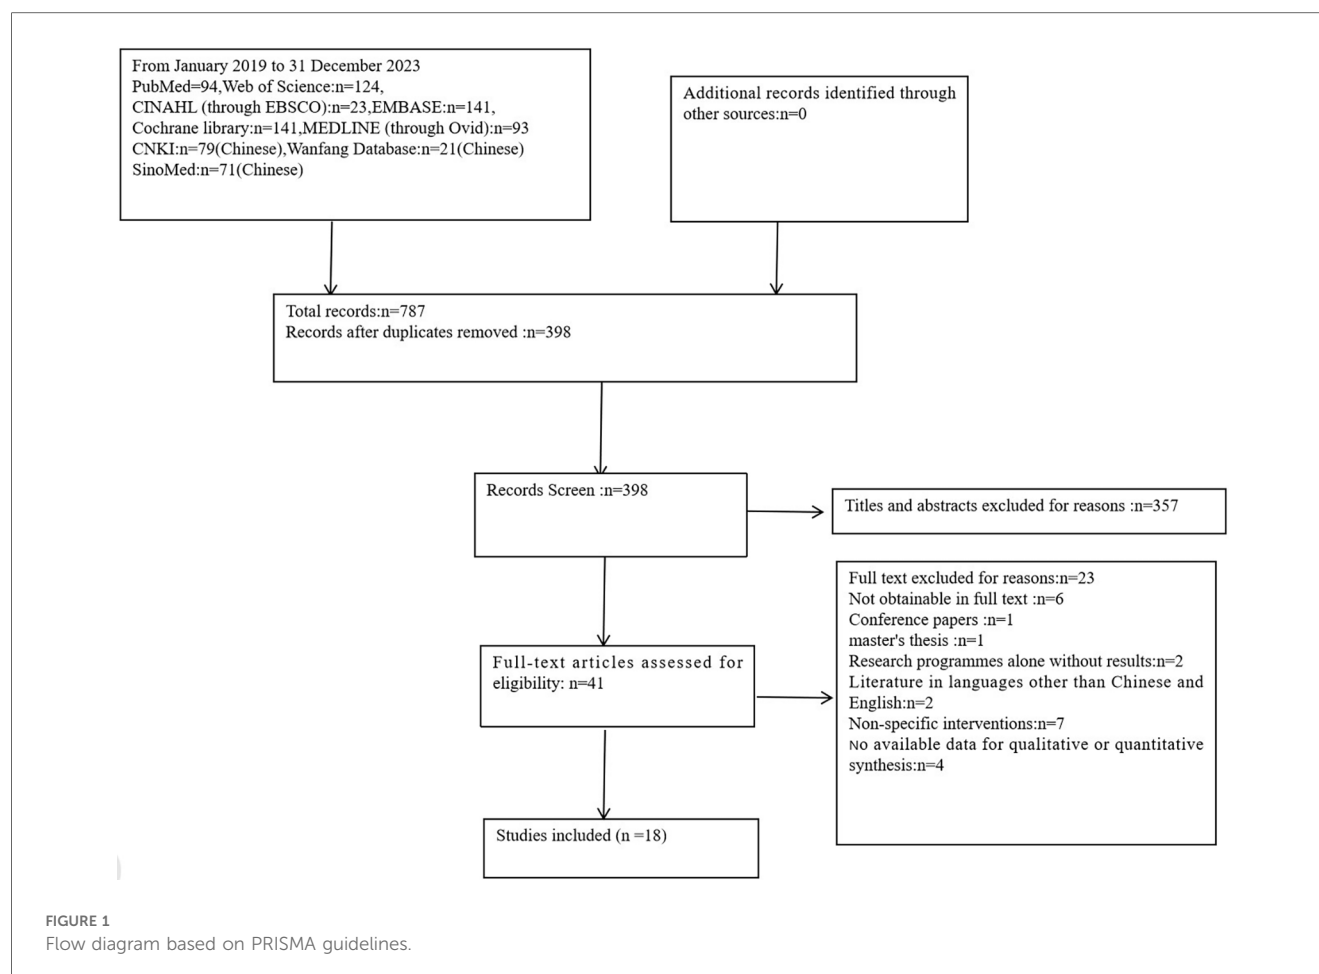 From January 2019 to 31 December 2023
PubMed=94,Web of Science:n=124,
CINAHL (through EBSCO):n=23,EMBASE:n=141,
Cochrane library:n=141,MEDLINE (through Ovid):n=93
CNKI:n=79(Chinese),Wanfang Database:n=21(Chinese)
SinoMed:n=71(Chinese)
Additional records identified through
other sources:n=0
Total records:n=787
Records after duplicates removed :n=398
Records Screen :n=398
Titles and abstracts excluded for reasons :n=357
Full-text articles assessed for
eligibility: n=41
Full text excluded for reasons:n=23
Not obtainable in full text :n=6
Conference papers :n=1
master's thesis :n=1
Research programmes alone without results:n=2
Literature in languages other than Chinese and
English:n=2
Non-specific interventions:n=7
No available data for qualitative or quantitative
synthesis:n=4
Studies included (n =18)
FIGURE 1
Flow diagram based on PRISMA guidelines.